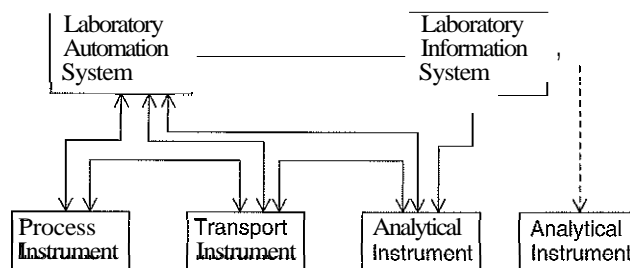 Laboratory
Automation
System
Laboratory
Information
System
Process
Instrument
Transport
Instrument
Analytical
Instrument
Analytical
Instrument